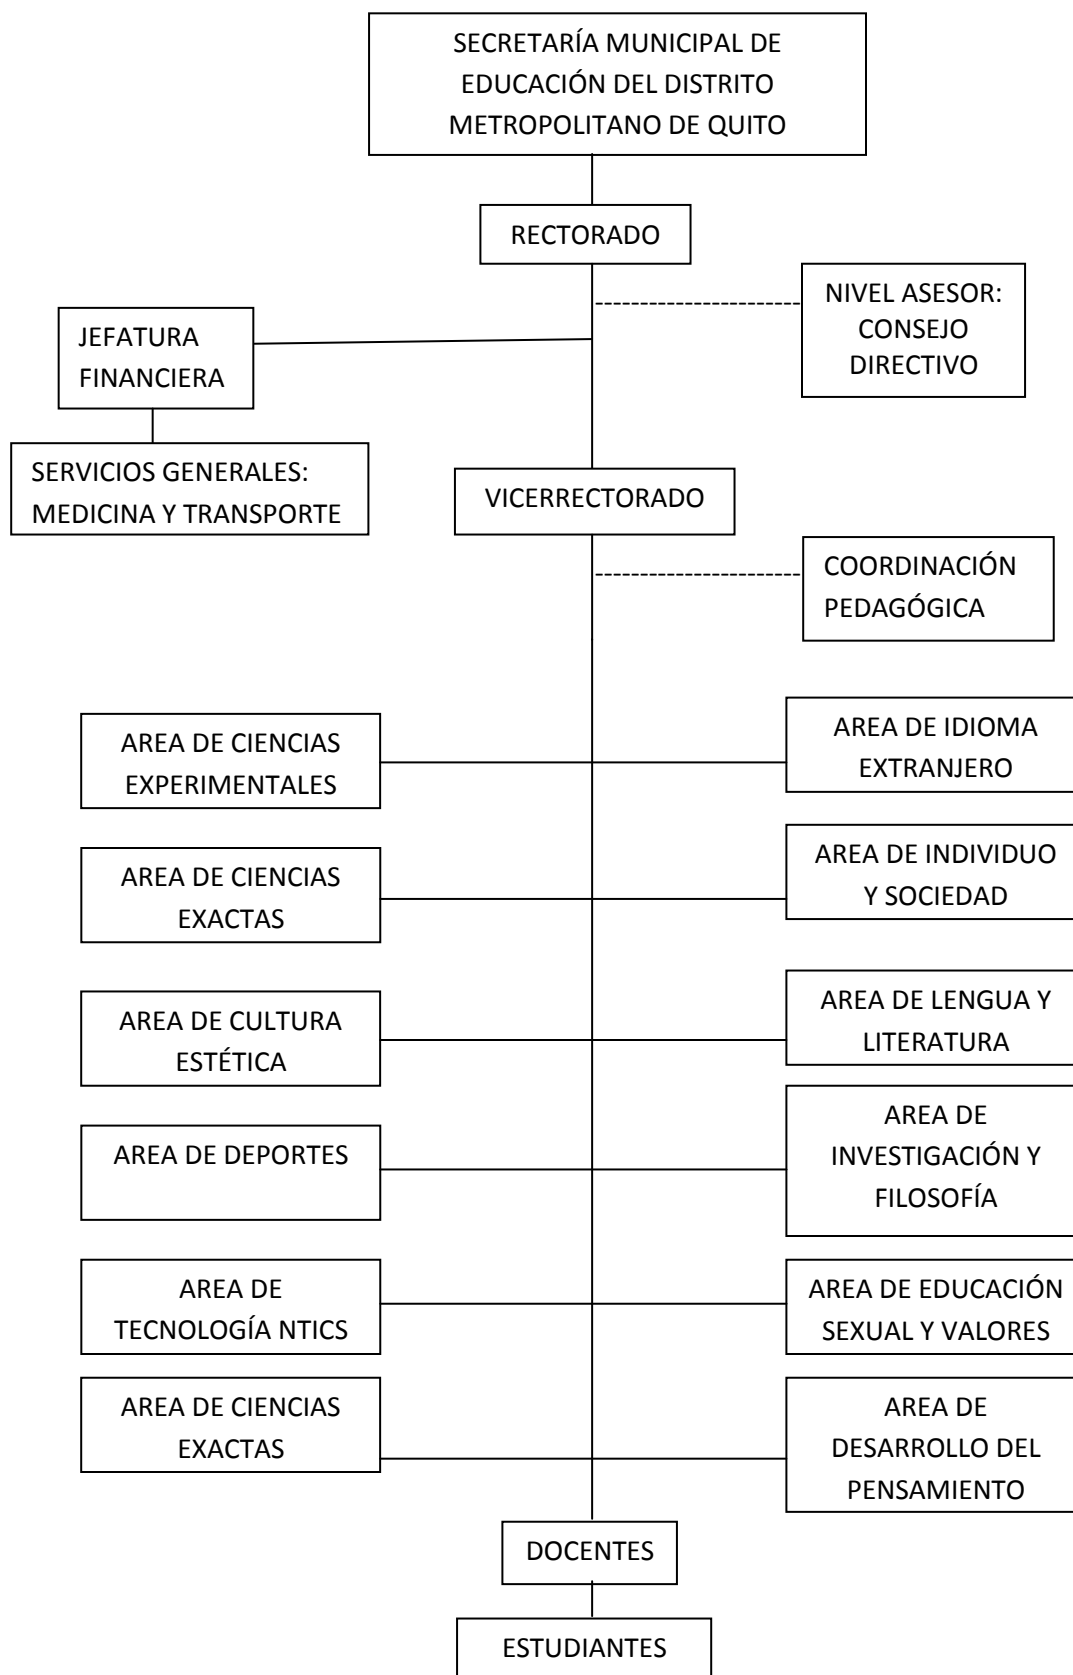 SECRETARÍA MUNICIPAL DE
EDUCACIÓN DEL DISTRITO
METROPOLITANO DE QUITO
RECTORADO
NIVEL ASESOR:
CONSEJO
DIRECTIVO
JEFATURA
FINANCIERA
SERVICIOS GENERALES:
MEDICINA Y TRANSPORTE
VICERRECTORADO
COORDINACIÓN
PEDAGÓGICA
AREA DE CIENCIAS
EXPERIMENTALES
AREA DE IDIOMA
EXTRANJERO
AREA DE CIENCIAS
EXACTAS
AREA DE INDIVIDUO
Y SOCIEDAD
AREA DE CULTURA
ESTÉTICA
AREA DE LENGUA Y
LITERATURA
AREA DE DEPORTES
AREA DE
INVESTIGACIÓN Y
FILOSOFÍA
AREA DE
TECNOLOGÍA NTICS
AREA DE EDUCACIÓN
SEXUAL Y VALORES
AREA DE CIENCIAS
EXACTAS
AREA DE
DESARROLLO DEL
PENSAMIENTO
DOCENTES
ESTUDIANTES